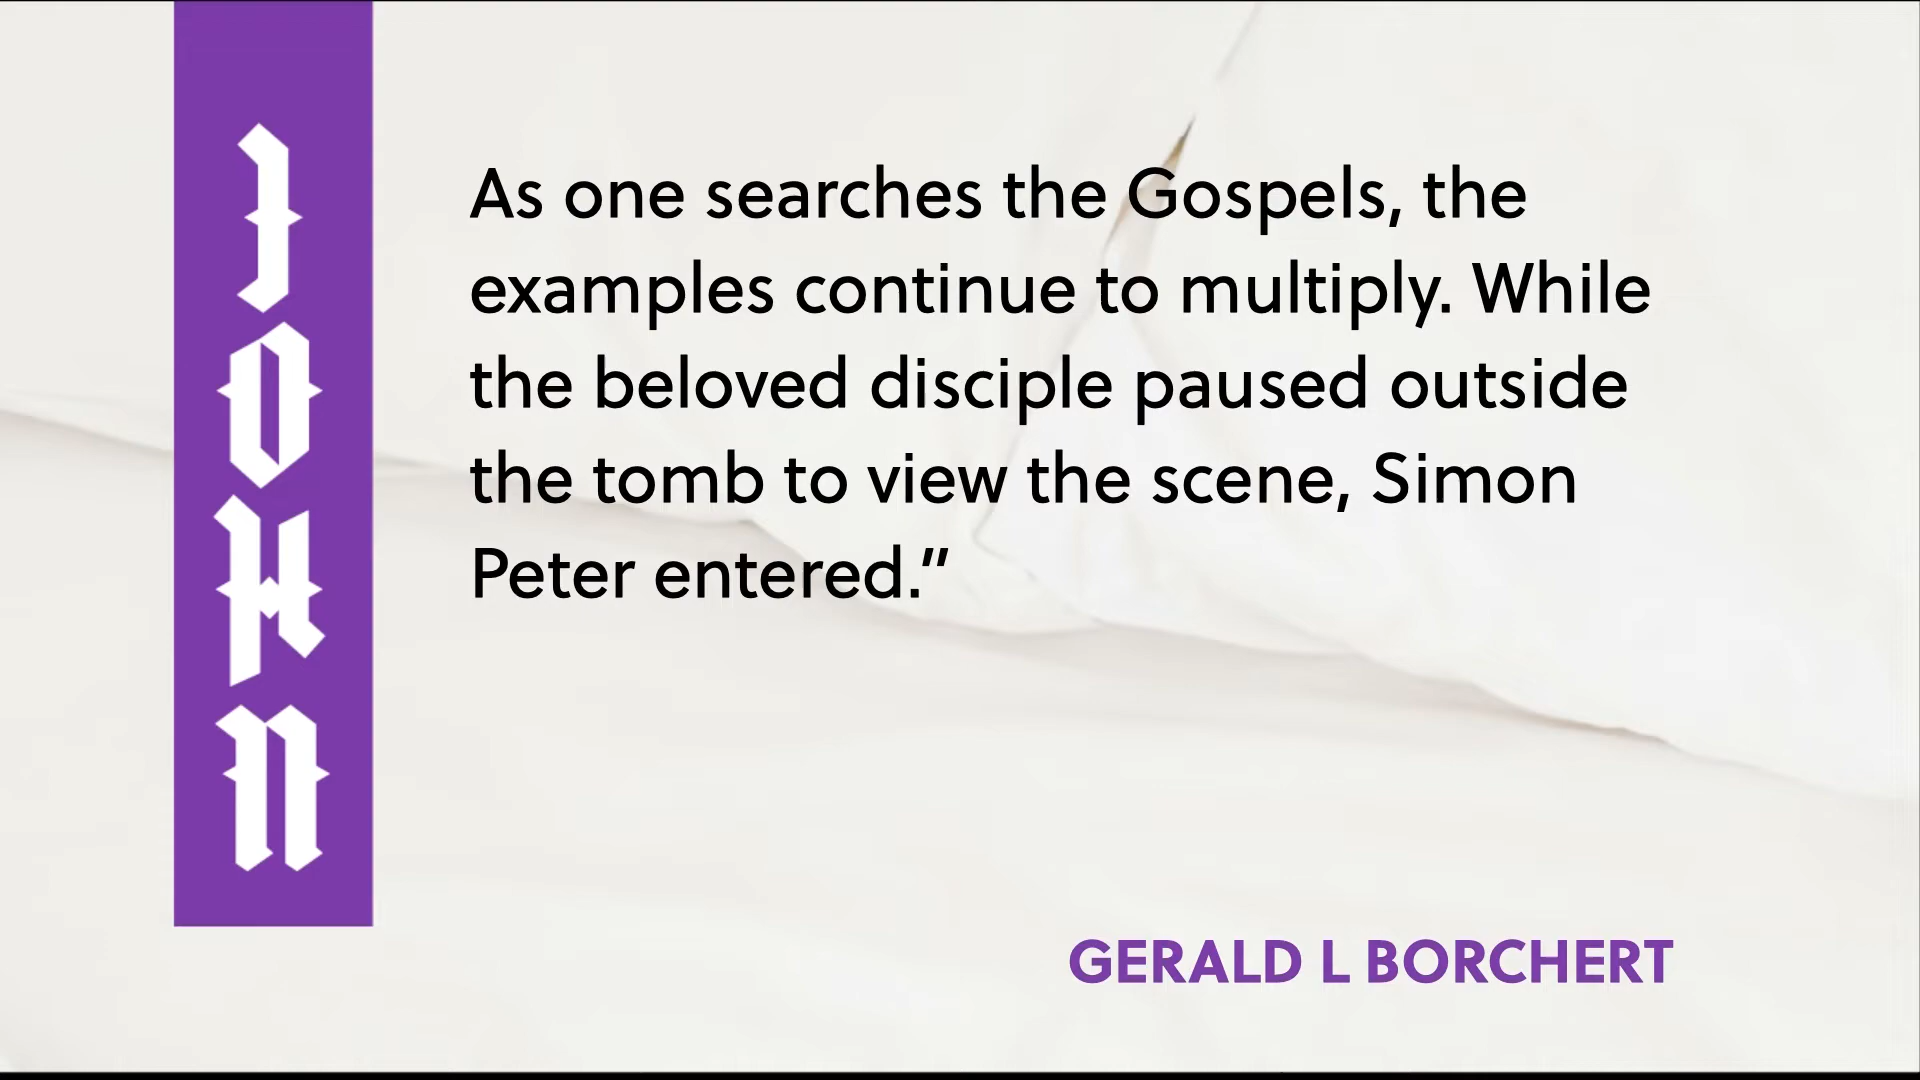 JOHN
As one searches the Gospels, the
examples continue to multiply. While
the beloved disciple paused outside
the tomb to view the scene, Simon
Peter entered.”
GERALD L BORCHERT